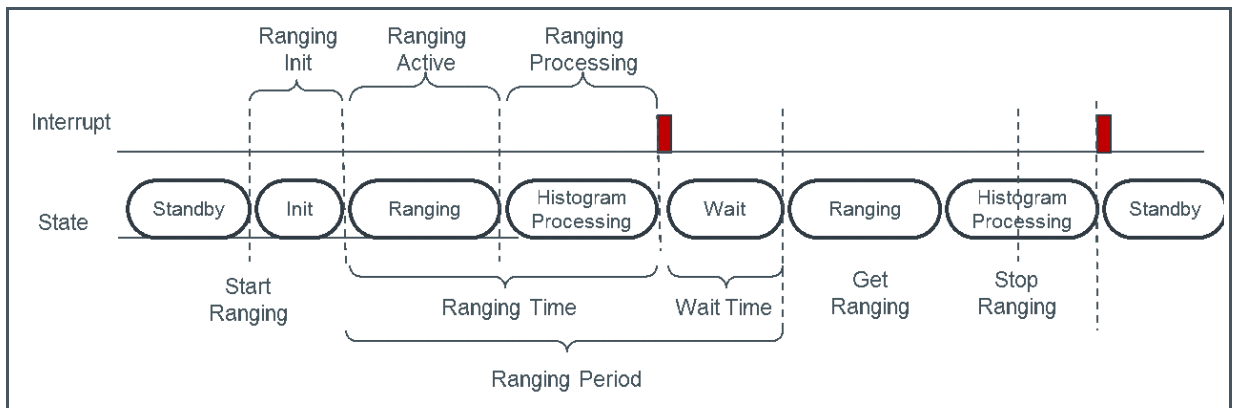 Ranging
Init
Ranging
Active
Ranging
Processing
Interrupt
State
Standby
Init
Ranging
Histogram
Processing
Wait
Ranging
Histogram
Processing
Standby
Start
Ranging
Ranging Time
Wait Time
Get
Ranging
Stop
Ranging
Ranging Period